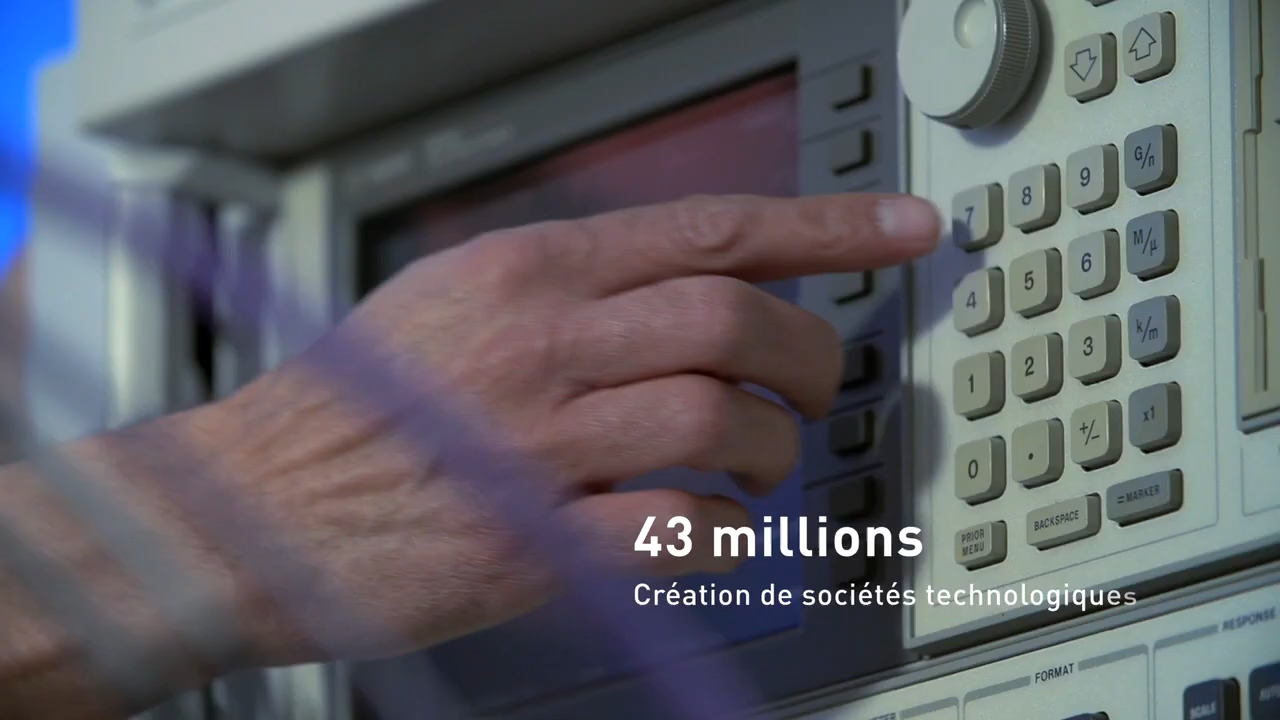 7 8 9 G/n
4 5 6 M/µ
1 2 3 k/m
0 . +/- x1
PRIOR MENU BACKSPACE =MARKER
43 millions
Création de sociétés technologiques
FORMAT
RESPONSE
SCALE